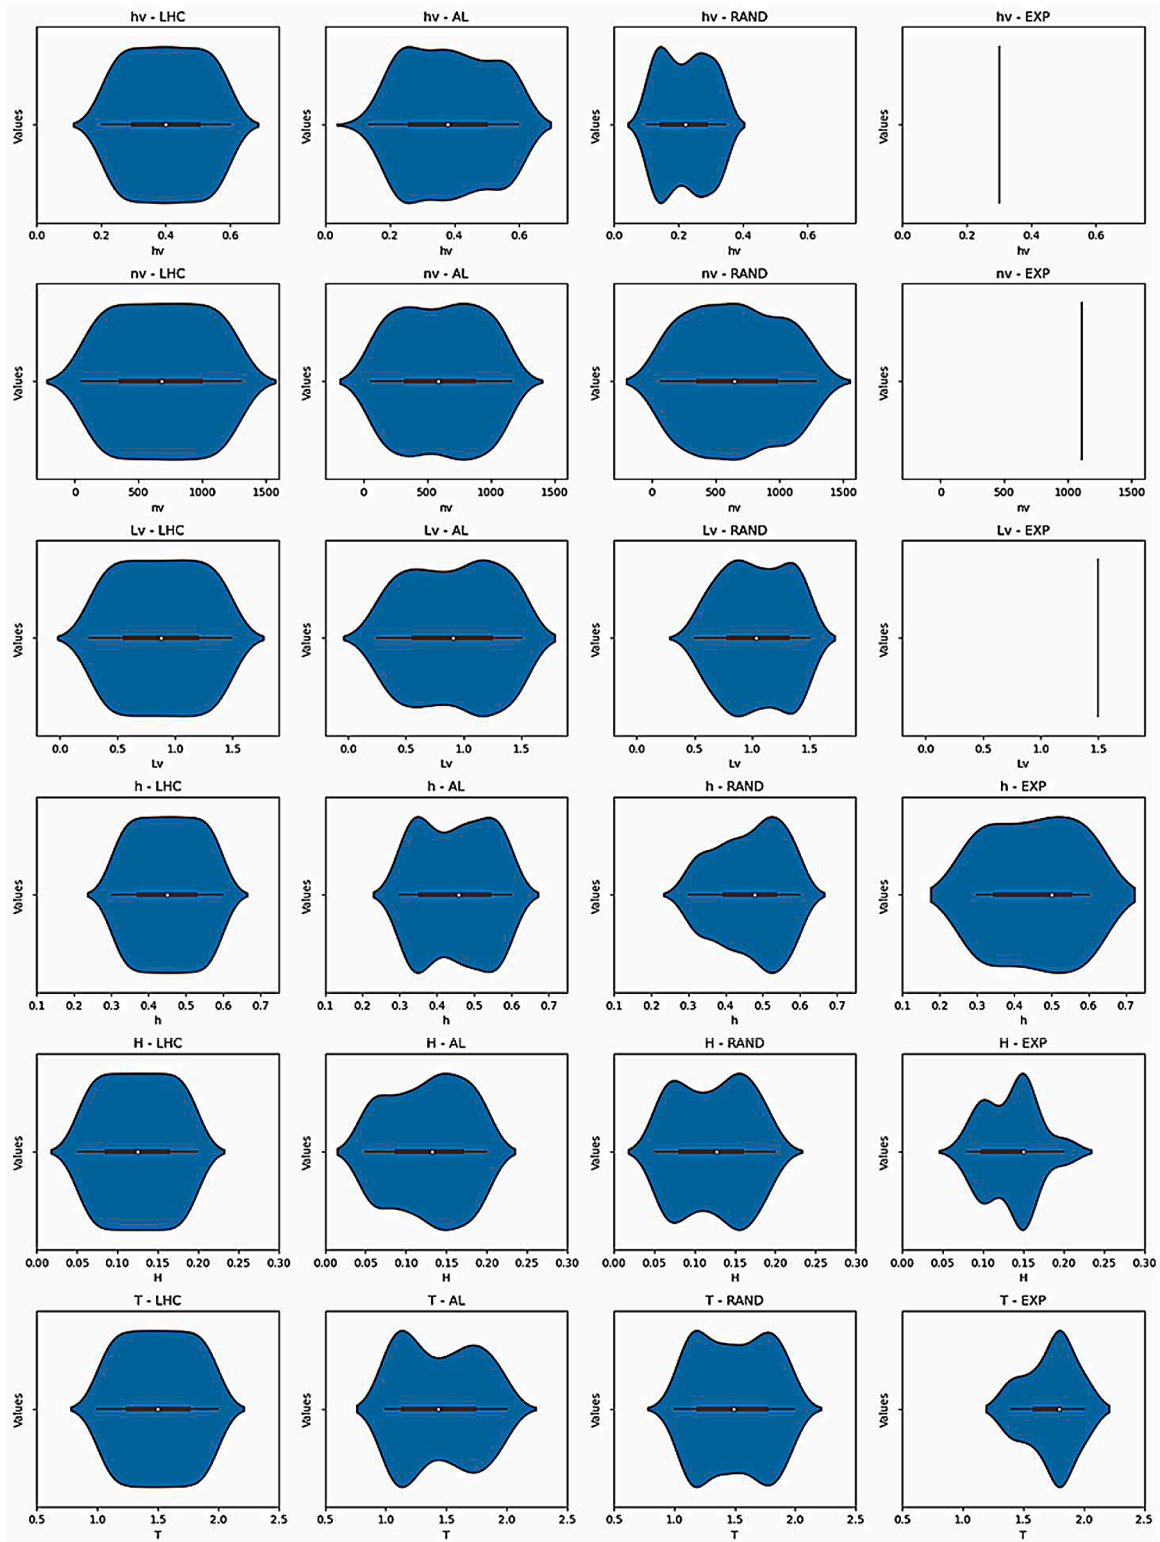 hv - LHC hv - AL hv - RAND hv - EXP
Values Values Values Values
0.0 0.2 0.4 0.6 0.0 0.2 0.4 0.6 0.0 0.2 0.4 0.6 0.0 0.2 0.4 0.6
hv hv hv hv
nv - LHC nv - AL nv - RAND nv - EXP
Values Values Values Values
0 500 1000 1500 0 500 1000 1500 0 500 1000 1500 0 500 1000 1500
nv nv nv nv
Lv - LHC Lv - AL Lv - RAND Lv - EXP
Values Values Values Values
0.0 0.5 1.0 1.5 0.0 0.5 1.0 1.5 0.0 0.5 1.0 1.5 0.0 0.5 1.0 1.5
Lv Lv Lv Lv
h - LHC h - AL h - RAND h - EXP
Values Values Values Values
0.1 0.2 0.3 0.4 0.5 0.6 0.7 0.1 0.2 0.3 0.4 0.5 0.6 0.7 0.1 0.2 0.3 0.4 0.5 0.6 0.7 0.1 0.2 0.3 0.4 0.5 0.6 0.7
h h h h
H - LHC H - AL H - RAND H - EXP
Values Values Values Values
0.00 0.05 0.10 0.15 0.20 0.25 0.30 0.00 0.05 0.10 0.15 0.20 0.25 0.30 0.00 0.05 0.10 0.15 0.20 0.25 0.30 0.00 0.05 0.10 0.15 0.20 0.25 0.30
H H H H
T - LHC T - AL T - RAND T - EXP
Values Values Values Values
0.5 1.0 1.5 2.0 2.5 0.5 1.0 1.5 2.0 2.5 0.5 1.0 1.5 2.0 2.5 0.5 1.0 1.5 2.0 2.5
T T T T